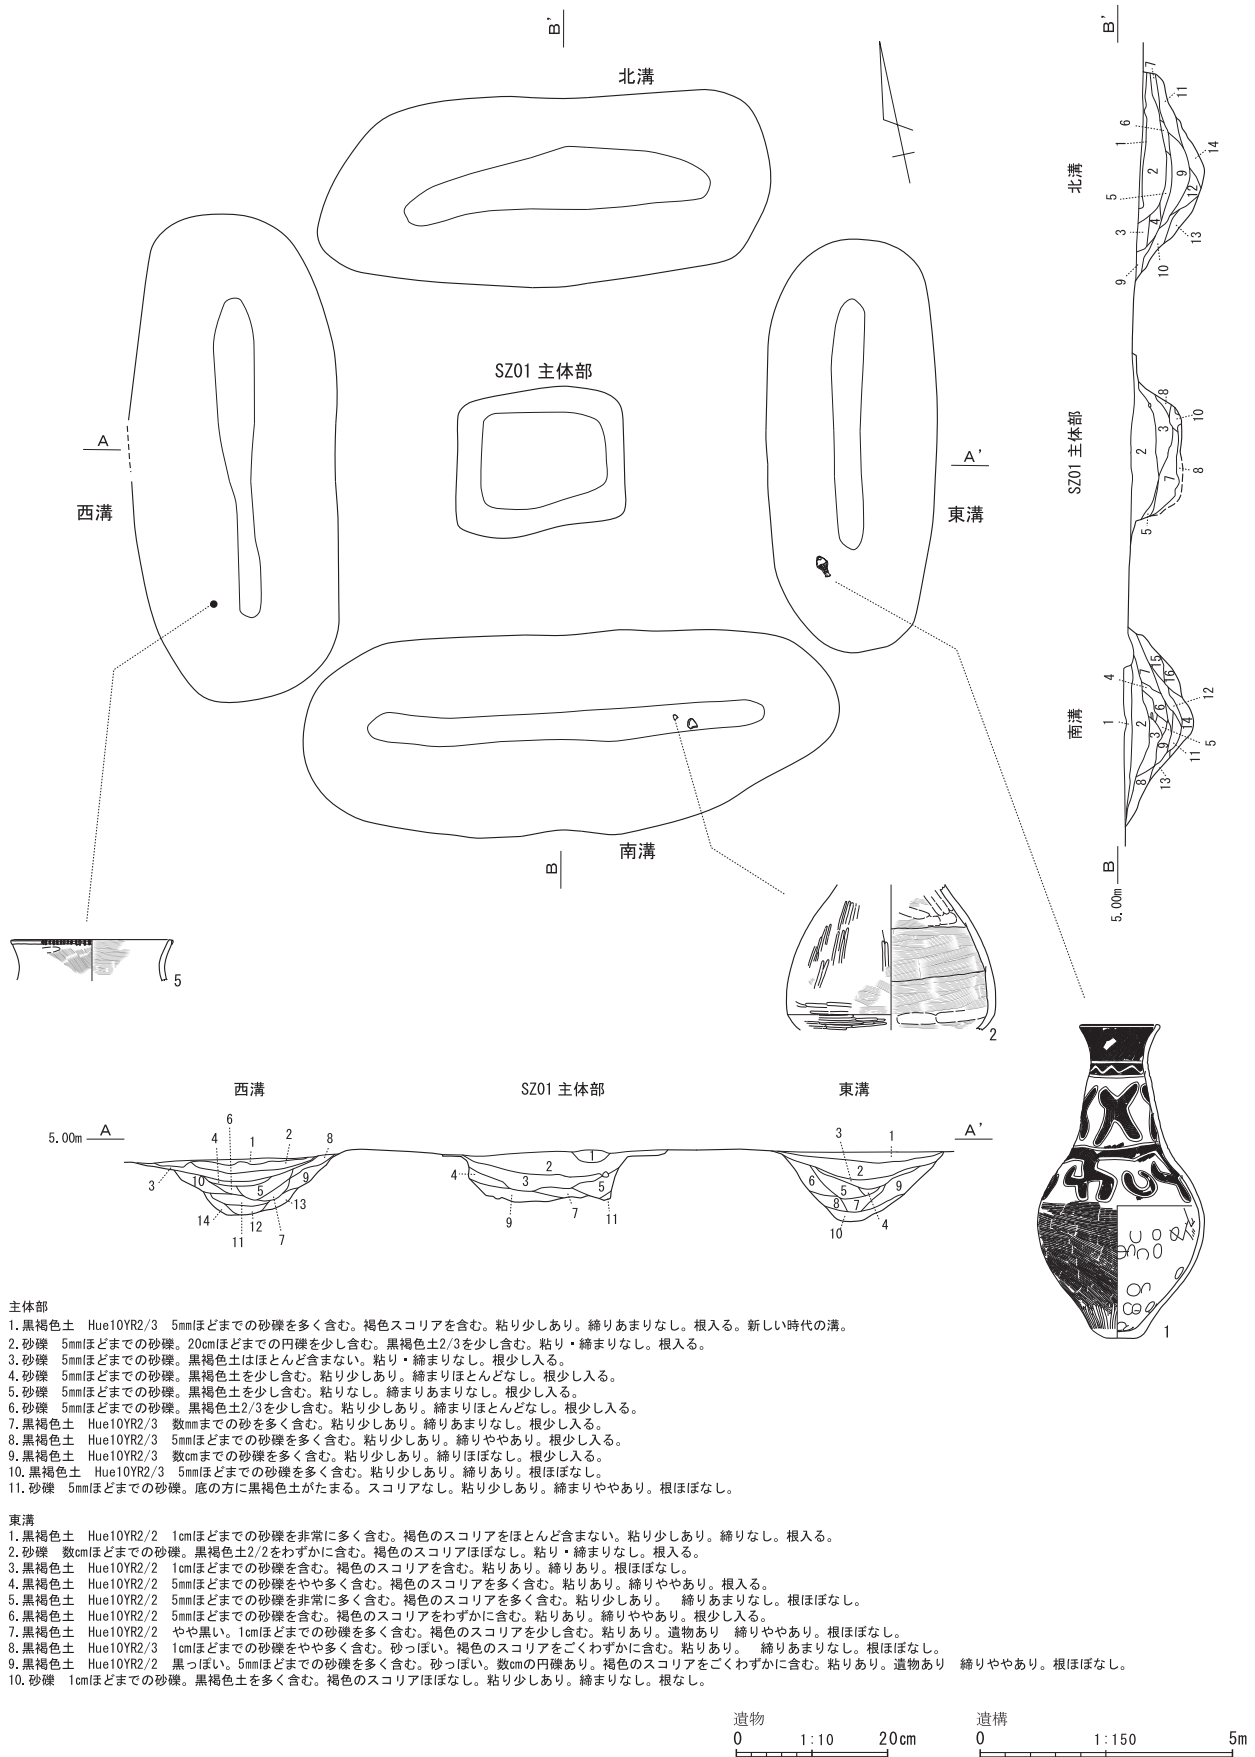 B'
北溝
SZ01 主体部
A
A'
西溝
東溝
B
南溝
5
2
1
B'
北溝
7
11
6
1
14
2
9
12
5
4
3
13
10
9
SZ01 主体部
8
10
3
2
7
8
5
南溝
15
7
16
4
12
6
1
2
14
3
5
9
11
8
13
B
5.00m
西溝
SZ01 主体部
東溝
5.00m A
A'
6
4
1
2
8
3
10
5
9
13
14
11
12
7
1
2
4
3
5
9
7
11
3
1
2
6
5
9
8
7
10
4
主体部
1.黒褐色土 Hue10YR2/3 5mmほどまでの砂礫を多く含む。褐色スコリアを含む。粘り少しあり。締りあまりなし。根入る。新しい時代の溝。
2.砂礫 5mmほどまでの砂礫。20cmほどまでの円礫を少し含む。黒褐色土2/3を少し含む。粘り・締まりなし。根入る。
3.砂礫 5mmほどまでの砂礫。黒褐色土はほとんど含まない。粘り・締まりなし。根少し入る。
4.砂礫 5mmほどまでの砂礫。黒褐色土を少し含む。粘り少しあり。締まりほとんどなし。根少し入る。
5.砂礫 5mmほどまでの砂礫。黒褐色土を少し含む。粘りなし。締まりあまりなし。根少し入る。
6.砂礫 5mmほどまでの砂礫。黒褐色土2/3を少し含む。粘り少しあり。締まりほとんどなし。根少し入る。
7.黒褐色土 Hue10YR2/3 数mmまでの砂を多く含む。粘り少しあり。締りあまりなし。根少し入る。
8.黒褐色土 Hue10YR2/3 5mmほどまでの砂礫を多く含む。粘り少しあり。締りややあり。根少し入る。
9.黒褐色土 Hue10YR2/3 数cmまでの砂礫を多く含む。粘り少しあり。締りほぼなし。根少し入る。
10.黒褐色土 Hue10YR2/3 5mmほどまでの砂礫を多く含む。粘り少しあり。締りあり。根ほぼなし。
11.砂礫 5mmほどまでの砂礫。底の方に黒褐色土がたまる。スコリアなし。粘り少しあり。締まりややあり。根ほぼなし。
東溝
1.黒褐色土 Hue10YR2/2 1cmほどまでの砂礫を非常に多く含む。褐色のスコリアをほとんど含まない。粘り少しあり。締りなし。根入る。
2.砂礫 数cmほどまでの砂礫。黒褐色土2/2をわずかに含む。褐色のスコリアほぼなし。粘り・締まりなし。根入る。
3.黒褐色土 Hue10YR2/2 1cmほどまでの砂礫を含む。褐色のスコリアを含む。粘りあり。締りあり。根ほぼなし。
4.黒褐色土 Hue10YR2/2 5mmほどまでの砂礫をやや多く含む。褐色のスコリアを多く含む。粘りあり。締りややあり。根入る。
5.黒褐色土 Hue10YR2/2 5mmほどまでの砂礫を非常に多く含む。褐色のスコリアを多く含む。粘り少しあり。 締りあまりなし。根ほぼなし。
6.黒褐色土 Hue10YR2/2 5mmほどまでの砂礫を含む。褐色のスコリアをわずかに含む。粘りあり。締りややあり。根少し入る。
7.黒褐色土 Hue10YR2/2 やや黒い。1cmほどまでの砂礫を多く含む。褐色のスコリアを少し含む。粘りあり。遺物あり 締りややあり。根ほぼなし。
8.黒褐色土 Hue10YR2/3 1cmほどまでの砂礫をやや多く含む。砂っぽい。褐色のスコリアをごくわずかに含む。粘りあり。 締りあまりなし。根ほぼなし。
9.黒褐色土 Hue10YR2/2 黒っぽい。5mmほどまでの砂礫を多く含む。砂っぽい。数cmの円礫あり。褐色のスコリアをごくわずかに含む。粘りあり。遺物あり 締りややあり。根ほぼなし。
10.砂礫 1cmほどまでの砂礫。黒褐色土を多く含む。褐色のスコリアほぼなし。粘り少しあり。締まりなし。根なし。
遺物
0 1:10 20cm
遺構
0 1:150 5m